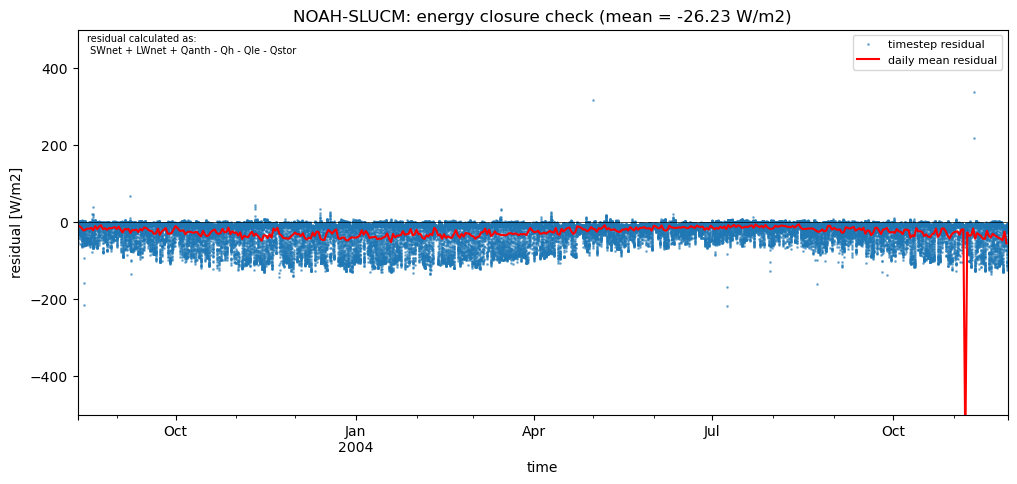 NOAH-SLUCM: energy closure check (mean = -26.23 W/m2)
residual calculated as:
SWnet + LWnet + Qanth - Qh - Qle - Qstor
timestep residual
daily mean residual
residual [W/m2]
400
200
0
−200
−400
Oct
Jan
2004
Apr
Jul
Oct
time